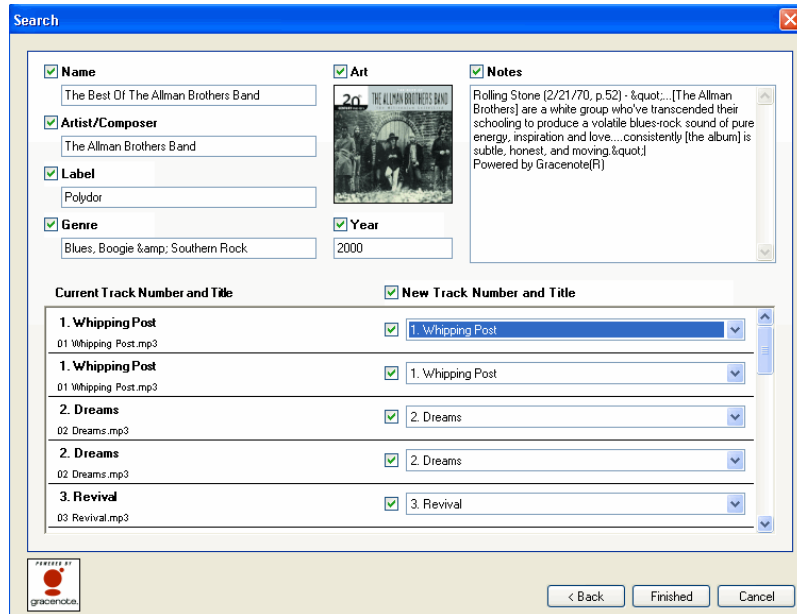 Search
Name
The Best Of The Allman Brothers Band
Artist/Composer
The Allman Brothers Band
Label
Polydor
Genre
Blues, Boogie &amp; Southern Rock
Art
20th
THE ALLMAN BROTHERS BAND
Year
2000
Notes
Rolling Stone (2/21/70, p.52) - &quot;...[The Allman
Brothers] are a white group who've transcended their
schooling to produce a volatile blues-rock sound of pure
energy, inspiration and love....consistently [the album] is
subtle, honest, and moving.&quot;|
Powered by Gracenote(R)
Current Track Number and Title
New Track Number and Title
1. Whipping Post
01 Whipping Post.mp3
1. Whipping Post
1. Whipping Post
01 Whipping Post.mp3
1. Whipping Post
2. Dreams
02 Dreams.mp3
2. Dreams
2. Dreams
02 Dreams.mp3
2. Dreams
3. Revival
03 Revival.mp3
3. Revival
POWERED BY
gracenote.
< Back
Finished
Cancel